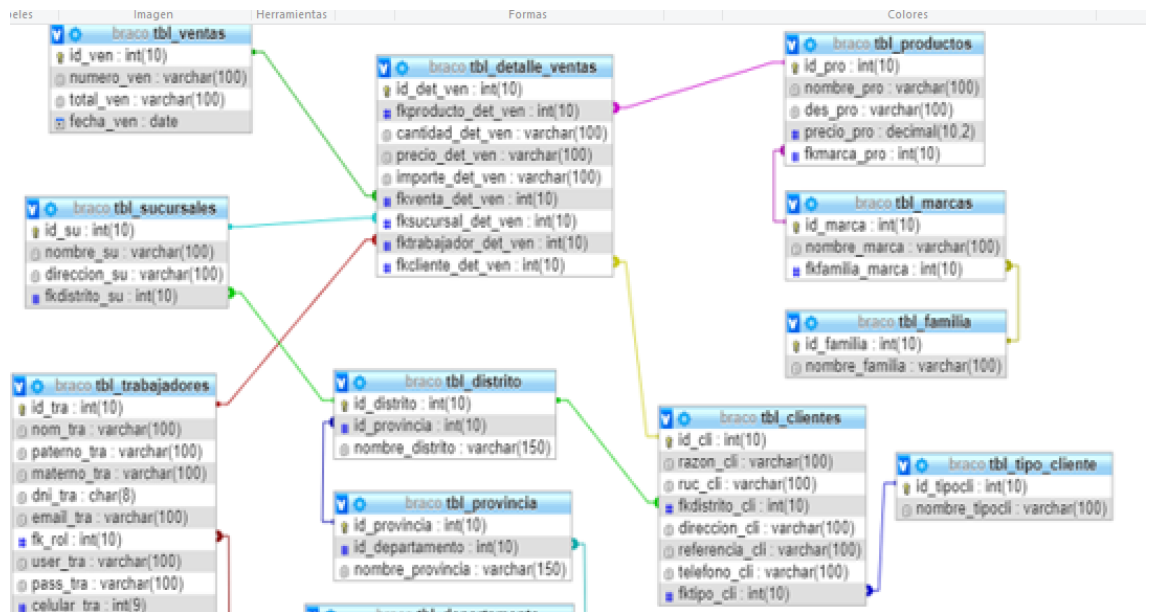 Imagen
Herramientas
Formas
Colores
braco tbl_ventas
id_ven : int(10)
numero_ven : varchar(100)
total_ven : varchar(100)
fecha_ven : date
braco tbl_detalle_ventas
id_det_ven : int(10)
fkproducto_det_ven : int(10)
cantidad_det_ven : varchar(100)
precio_det_ven : varchar(100)
importe_det_ven : varchar(100)
fkventa_det_ven : int(10)
fksucursal_det_ven : int(10)
fktrabajador_det_ven : int(10)
fkcliente_det_ven : int(10)
braco tbl_productos
id_pro : int(10)
nombre_pro : varchar(100)
des_pro : varchar(100)
precio_pro : decimal(10,2)
fkmarca_pro : int(10)
braco tbl_sucursales
id_su : int(10)
nombre_su : varchar(100)
direccion_su : varchar(100)
fkdistrito_su : int(10)
braco tbl_marcas
id_marca : int(10)
nombre_marca : varchar(100)
fkfamilia_marca : int(10)
braco tbl_familia
id_familia : int(10)
nombre_familia : varchar(100)
braco tbl_trabajadores
id_tra : int(10)
nom_tra : varchar(100)
paterno_tra : varchar(100)
materno_tra : varchar(100)
dni_tra : char(8)
email_tra : varchar(100)
fk_rol : int(10)
user_tra : varchar(100)
pass_tra : varchar(100)
celular_tra : int(9)
braco tbl_distrito
id_distrito : int(10)
id_provincia : int(10)
nombre_distrito : varchar(150)
braco tbl_provincia
id_provincia : int(10)
id_departamento : int(10)
nombre_provincia : varchar(150)
braco tbl_departamento
braco tbl_clientes
id_cli : int(10)
razon_cli : varchar(100)
ruc_cli : varchar(100)
fkdistrito_cli : int(10)
direccion_cli : varchar(100)
referencia_cli : varchar(100)
telefono_cli : varchar(100)
fktipo_cli : int(10)
braco tbl_tipo_cliente
id_tipocli : int(10)
nombre_tipocli : varchar(100)